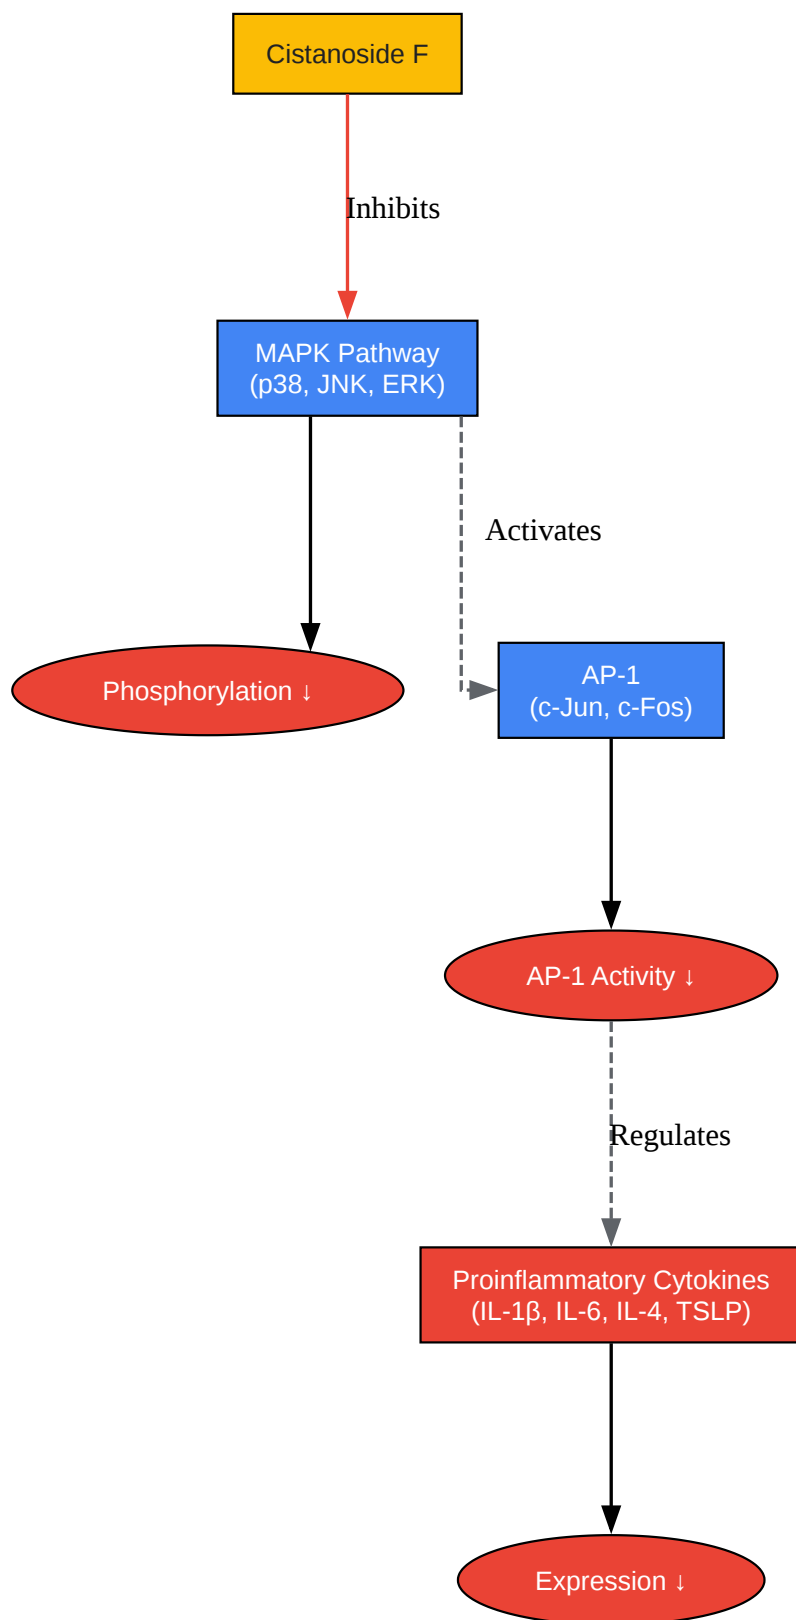 Cistanoside F
Inhibits
MAPK Pathway
(p38, JNK, ERK)
Activates
Phosphorylation ↓
AP-1
(c-Jun, c-Fos)
AP-1 Activity ↓
Regulates
Proinflammatory Cytokines
(IL-1β, IL-6, IL-4, TSLP)
Expression ↓